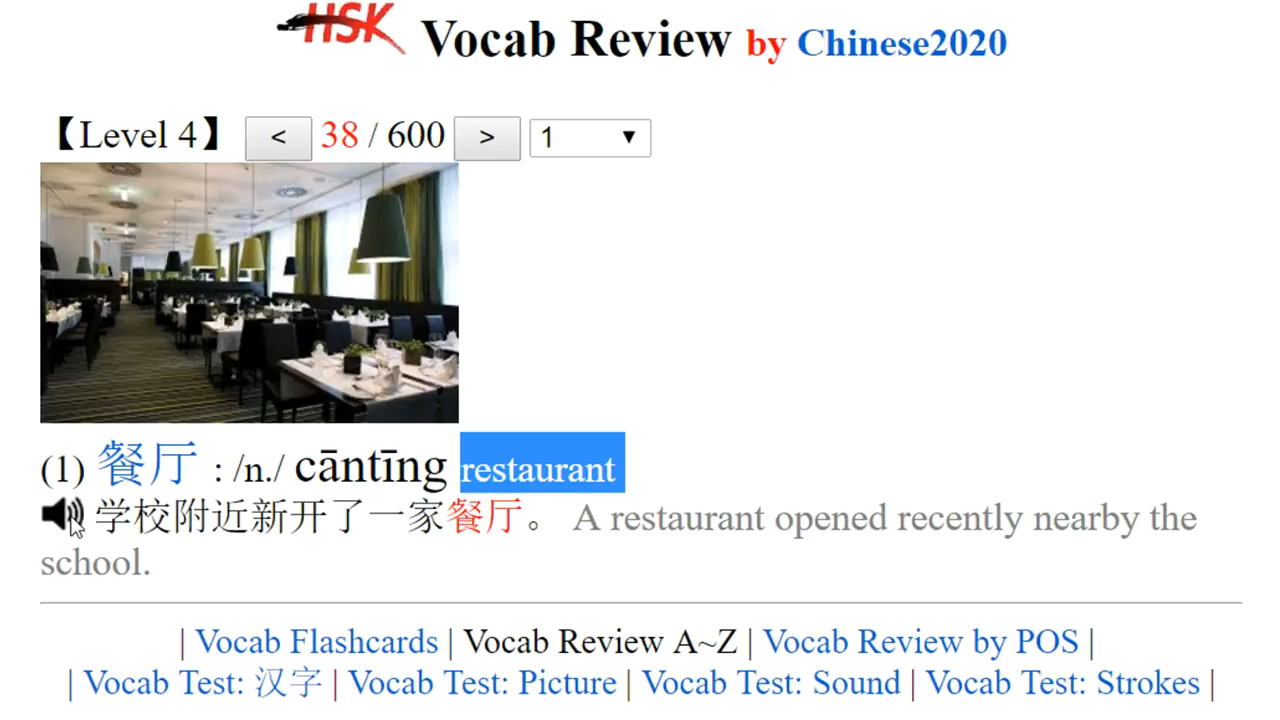 HSK Vocab Review by Chinese2020
【Level 4】 < 38 / 600 > 1
(1) 餐厅 : /n./ cāntīng restaurant
学校附近新开了一家餐厅。 A restaurant opened recently nearby the
school.
| Vocab Flashcards | Vocab Review A~Z | Vocab Review by POS |
| Vocab Test: 汉字 | Vocab Test: Picture | Vocab Test: Sound | Vocab Test: Strokes |